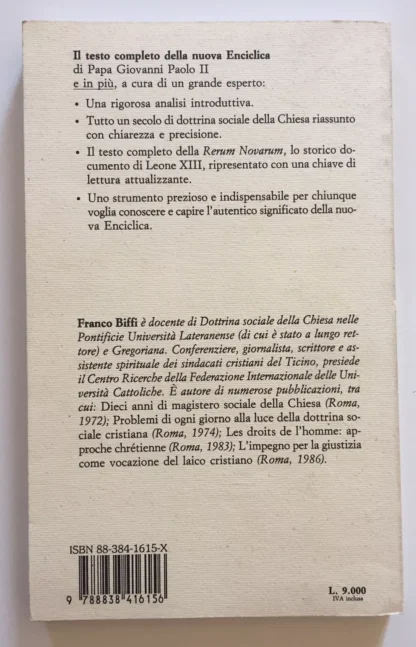 Il testo completo della nuova Enciclica
di Papa Giovanni Paolo II
e in più, a cura di un grande esperto:
• Una rigorosa analisi introduttiva.
• Tutto un secolo di dottrina sociale della Chiesa riassunto
con chiarezza e precisione.
• Il testo completo della Rerum Novarum, lo storico do-
cumento di Leone XIII, ripresentato con una chiave di
lettura attualizzante.
• Uno strumento prezioso e indispensabile per chiunque
voglia conoscere e capire l'autentico significato della nuo-
va Enciclica.
Franco Biffi è docente di Dottrina sociale della Chiesa nelle
Pontificie Università Lateranense (di cui è stato a lungo ret-
tore) e Gregoriana. Conferenziere, giornalista, scrittore e as-
sistente spirituale dei sindacati cristiani del Ticino, presiede
il Centro Ricerche della Federazione Internazionale delle Uni-
versità Cattoliche. È autore di numerose pubblicazioni, tra
cui: Dieci anni di magistero sociale della Chiesa (Roma,
1972); Problemi di ogni giorno alla luce della dottrina so-
ciale cristiana (Roma, 1974); Les droits de l'homme: ap-
proche chrétienne (Roma, 1983); L'impegno per la giustizia
come vocazione del laico cristiano (Roma, 1986).
ISBN 88-384-1615-X
9 788838 416156
L. 9.000
IVA inclusa